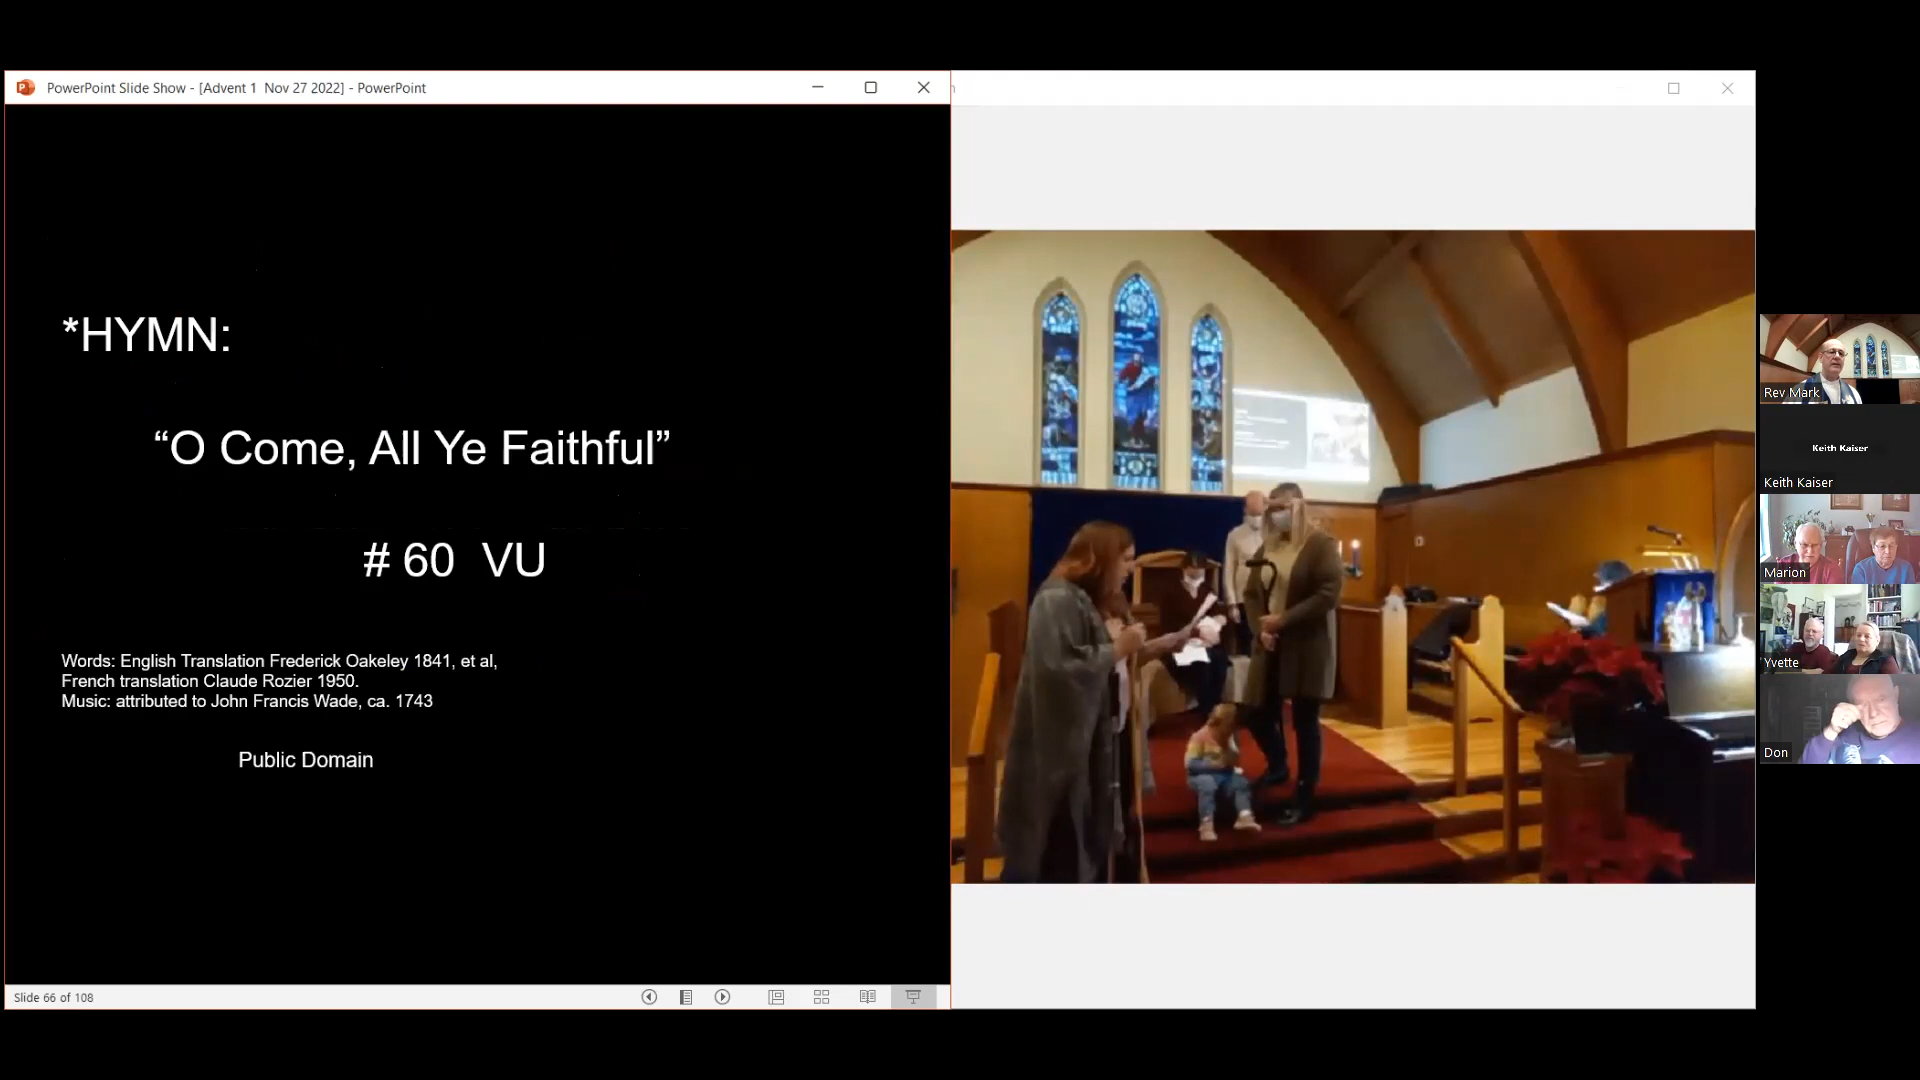 PowerPoint Slide Show - [Advent 1 Nov 27 2022] - PowerPoint
*HYMN:
“O Come, All Ye Faithful”
# 60 VU
Words: English Translation Frederick Oakeley 1841, et al,
French translation Claude Rozier 1950.
Music: attributed to John Francis Wade, ca. 1743
Public Domain
Slide 66 of 108
Rev Mark
Keith Kaiser
Keith Kaiser
Marion
Yvette
Don